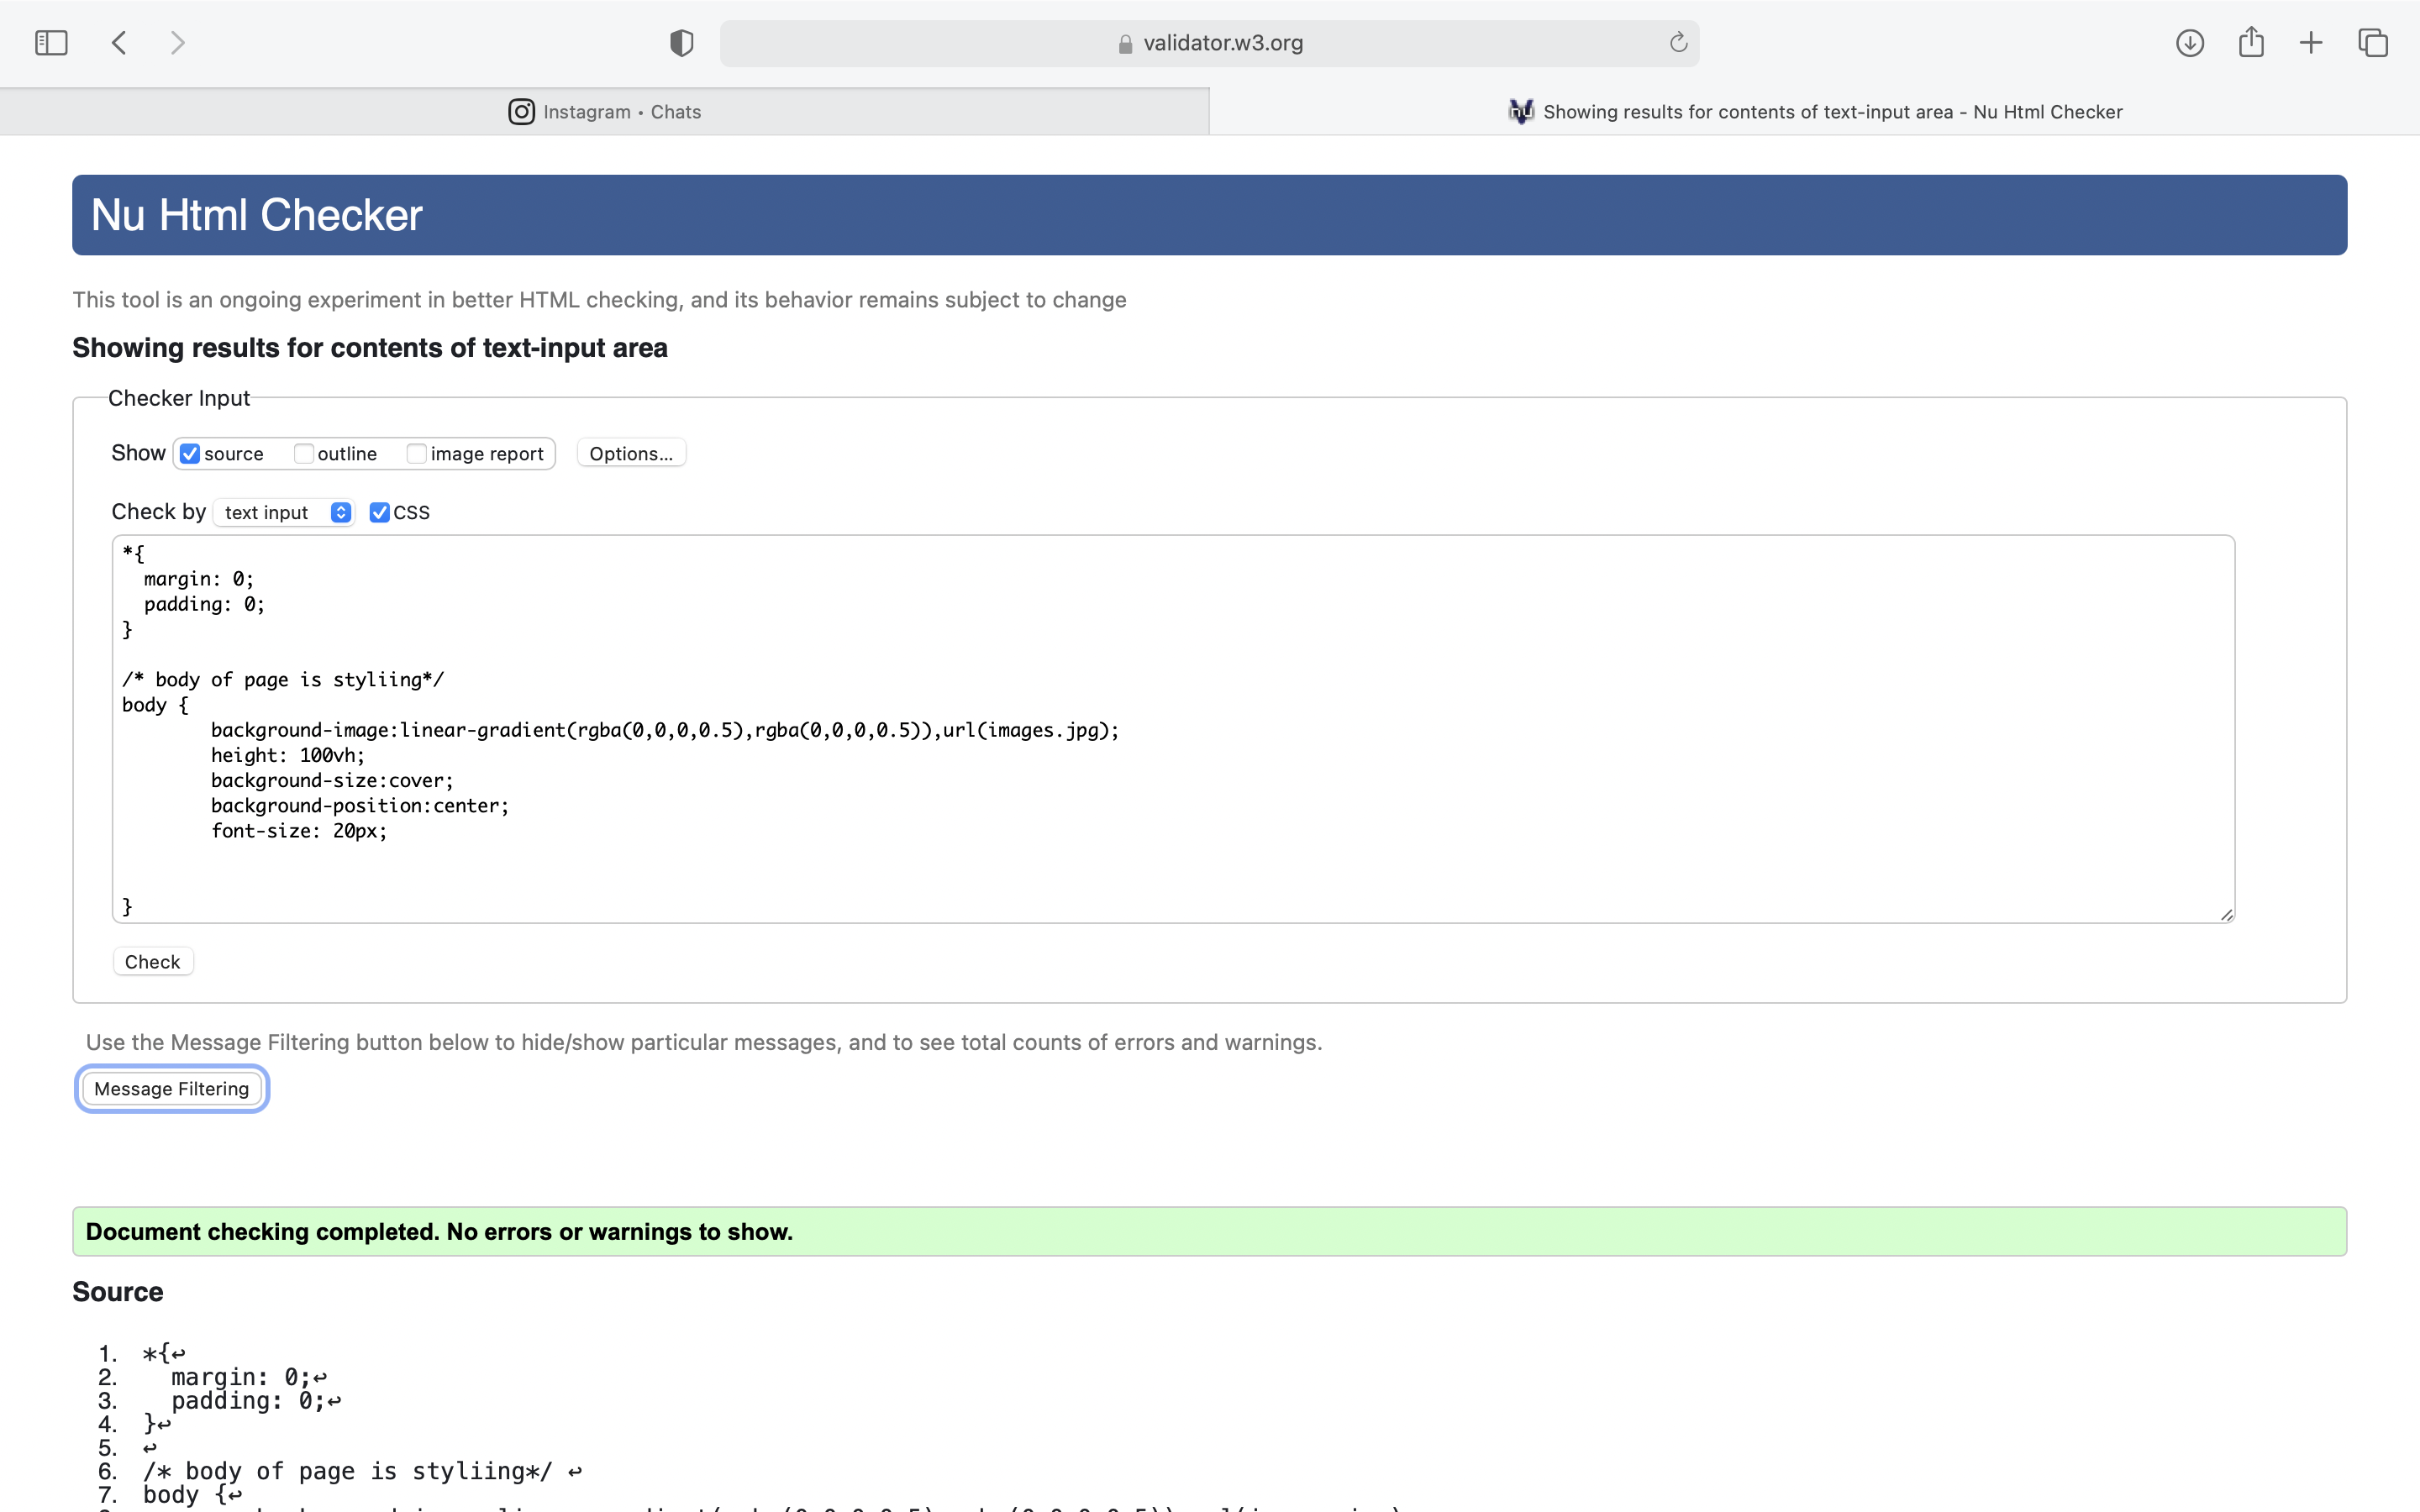 validator.w3.org
Instagram • Chats
nu Showing results for contents of text-input area - Nu Html Checker
Nu Html Checker
This tool is an ongoing experiment in better HTML checking, and its behavior remains subject to change
Showing results for contents of text-input area
Checker Input
Show source outline image report Options...
Check by text input CSS
*{
  margin: 0;
  padding: 0;
}
/* body of page is styliing*/
body {
        background-image:linear-gradient(rgba(0,0,0,0.5),rgba(0,0,0,0.5)),url(images.jpg);
        height: 100vh;
        background-size:cover;
        background-position:center;
        font-size: 20px;
}
Check
Use the Message Filtering button below to hide/show particular messages, and to see total counts of errors and warnings.
Message Filtering
Document checking completed. No errors or warnings to show.
Source
1. *{↩
2.   margin: 0;↩
3.   padding: 0;↩
4. }↩
5. ↩
6. /* body of page is styliing*/ ↩
7. body {↩